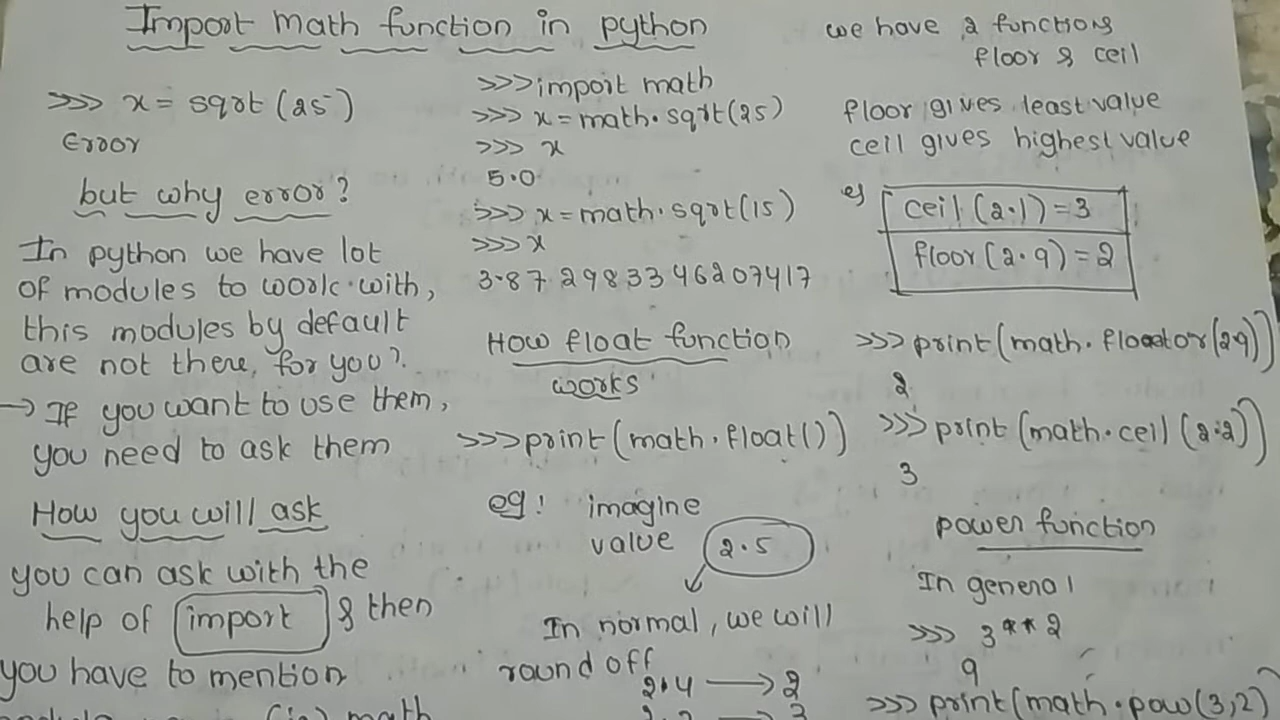 Import math function in python
>>> x = sqrt (25)
Error
but why error?
In python we have lot
of modules to work with,
this modules by default
are not there, for you?
→ If you want to use them,
you need to ask them
How you will ask
you can ask with the
help of import & then
you have to mention
(ie) math
>>>import math
>>> x=math.sqrt(25)
>>> x
5.0
>>> x=math.sqrt(15)
>>> x
3.872983346207417
How float function
works
>>>print(math.float())
eg: imagine
value 2.5
In normal, we will
round off
2.4 → 2
→ 3
we have 2 functions
floor & ceil
floor gives least value
ceil gives highest value
eg ceil (2.1) = 3
floor (2.9) = 2
>>>print(math.floor(2.9))
2
>>>print(math.ceil(2.2))
3
power function
In general
>>> 3**2
9
>>>print(math.pow(3,2)